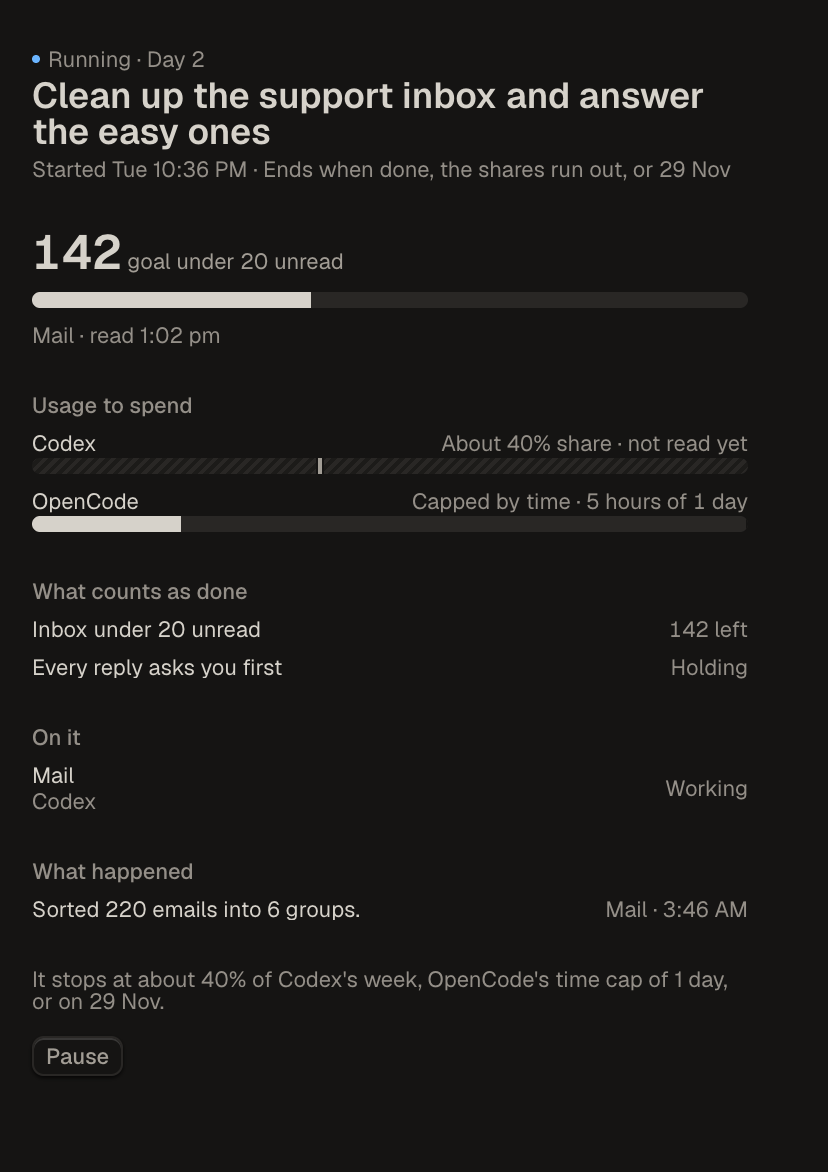 Running · Day 2
Clean up the support inbox and answer
the easy ones
Started Tue 10:36 PM · Ends when done, the shares run out, or 29 Nov
142 goal under 20 unread
Mail · read 1:02 pm
Usage to spend
Codex About 40% share · not read yet
OpenCode Capped by time · 5 hours of 1 day
What counts as done
Inbox under 20 unread 142 left
Every reply asks you first Holding
On it
Mail
Codex
Working
What happened
Sorted 220 emails into 6 groups. Mail · 3:46 AM
It stops at about 40% of Codex's week, OpenCode's time cap of 1 day,
or on 29 Nov.
Pause